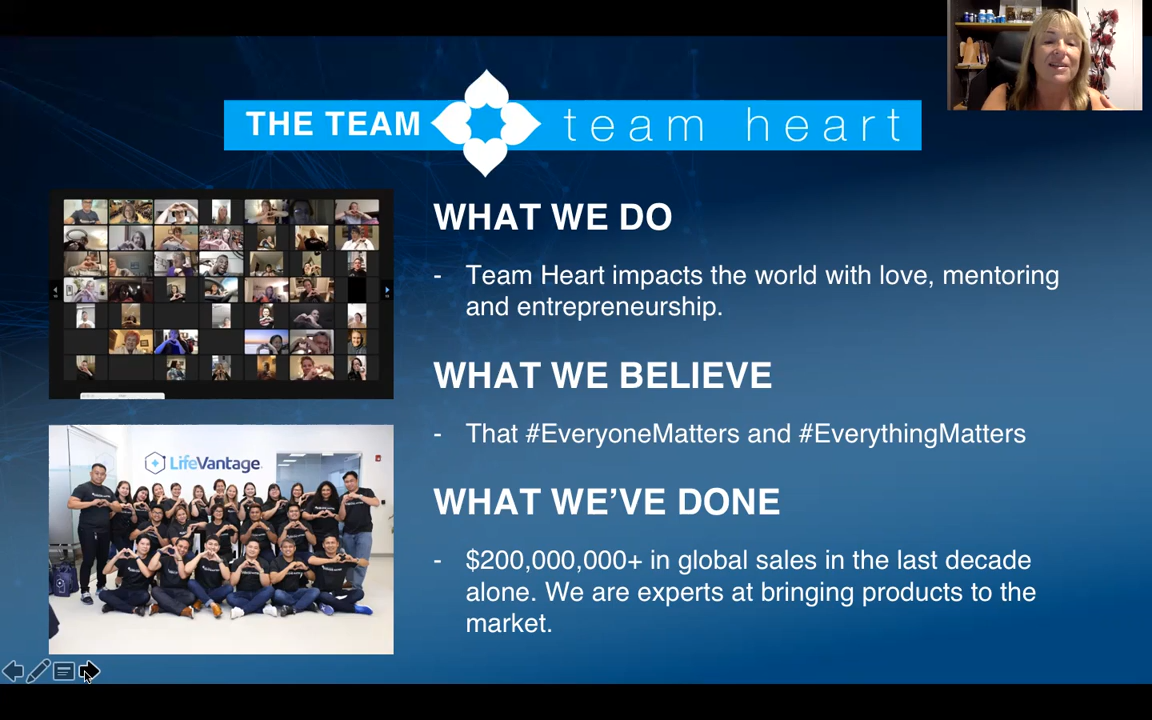 THE TEAM team heart
WHAT WE DO
- Team Heart impacts the world with love, mentoring
and entrepreneurship.
WHAT WE BELIEVE
- That #EveryoneMatters and #EverythingMatters
WHAT WE’VE DONE
- $200,000,000+ in global sales in the last decade
alone. We are experts at bringing products to the
market.
LifeVantage